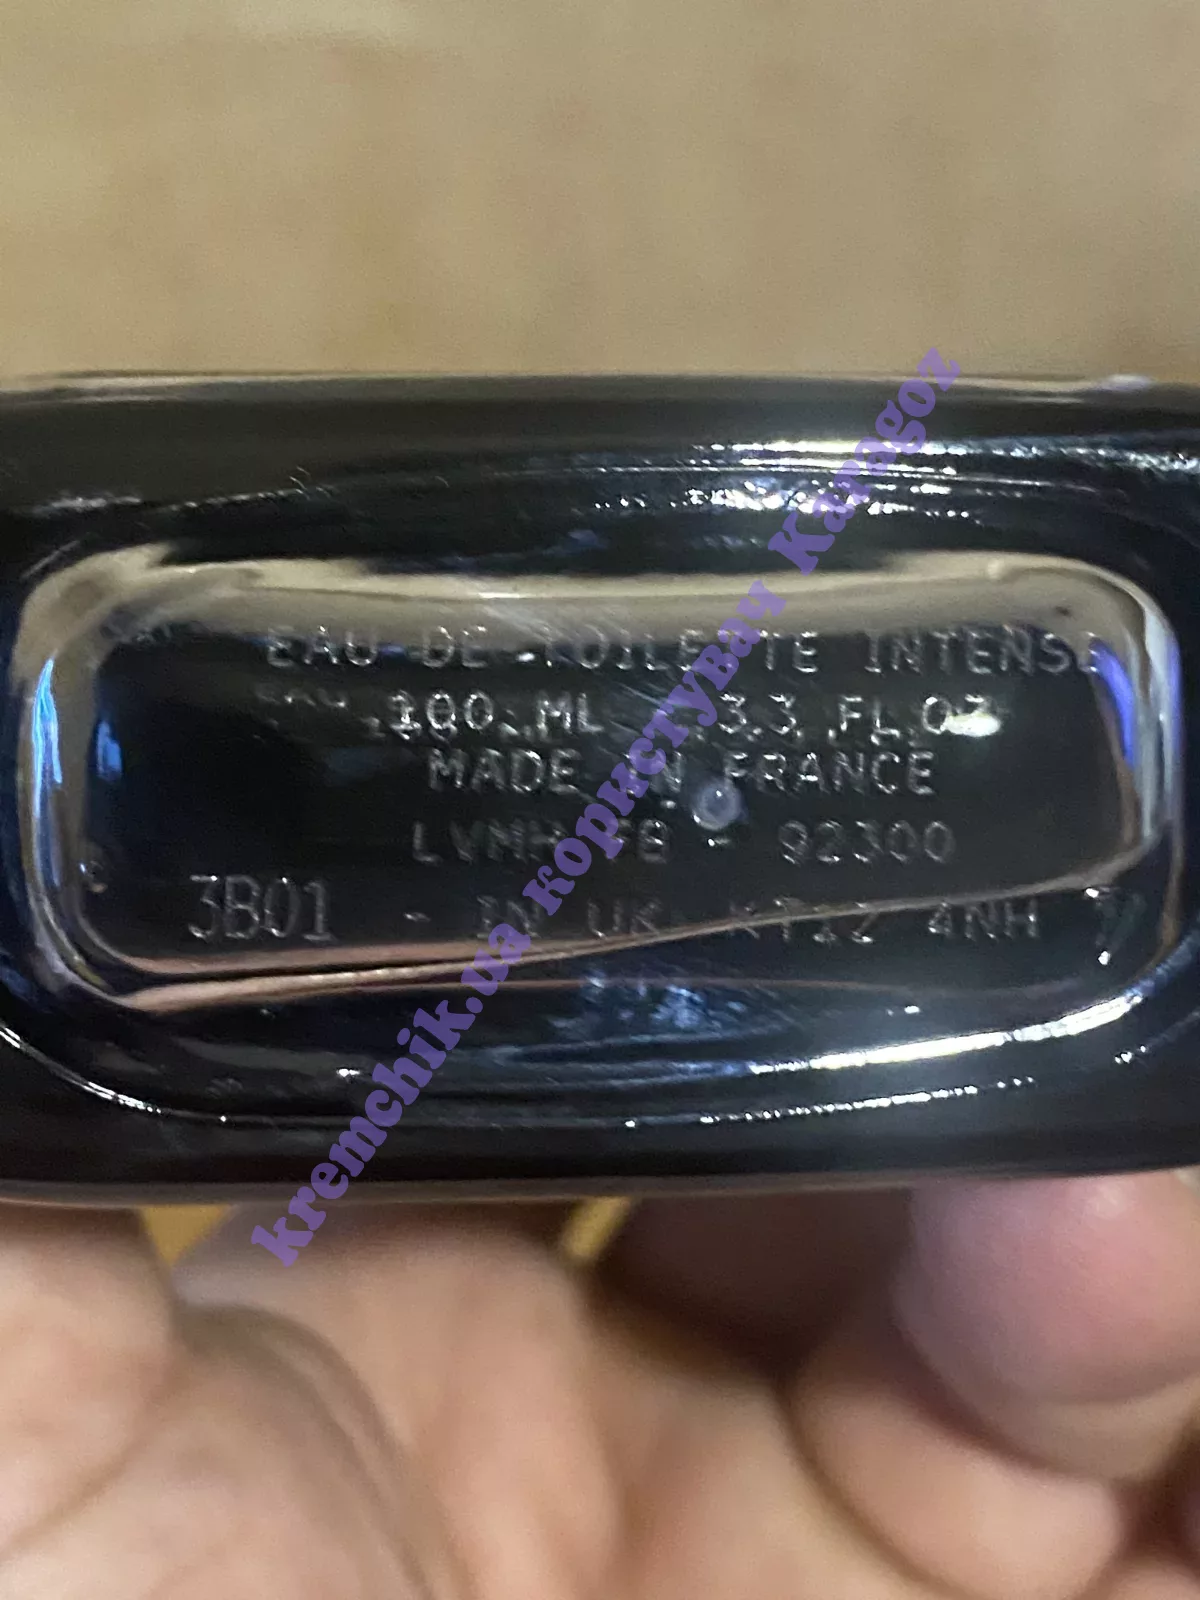 EAU DE TOILETTE INTENSE
100 ML 3.3 FL.OZ
MADE IN FRANCE
LVMH FB - 92300
3B01 - IN UK KT12 4NH
kremchik.ua користувач Karagoz